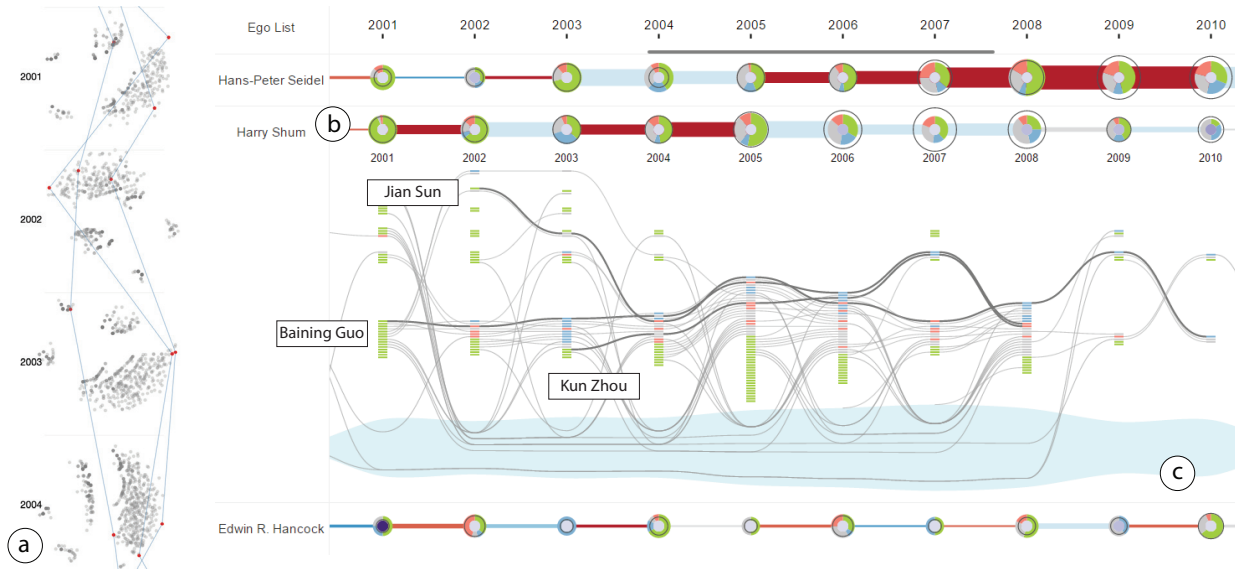 Ego List 2001 2002 2003 2004 2005 2006 2007 2008 2009 2010
2001
Hans-Peter Seidel
b
Harry Shum
2001 2002 2003 2004 2005 2006 2007 2008 2009 2010
Jian Sun
2002
Baining Guo
2003
Kun Zhou
c
2004
Edwin R. Hancock
a